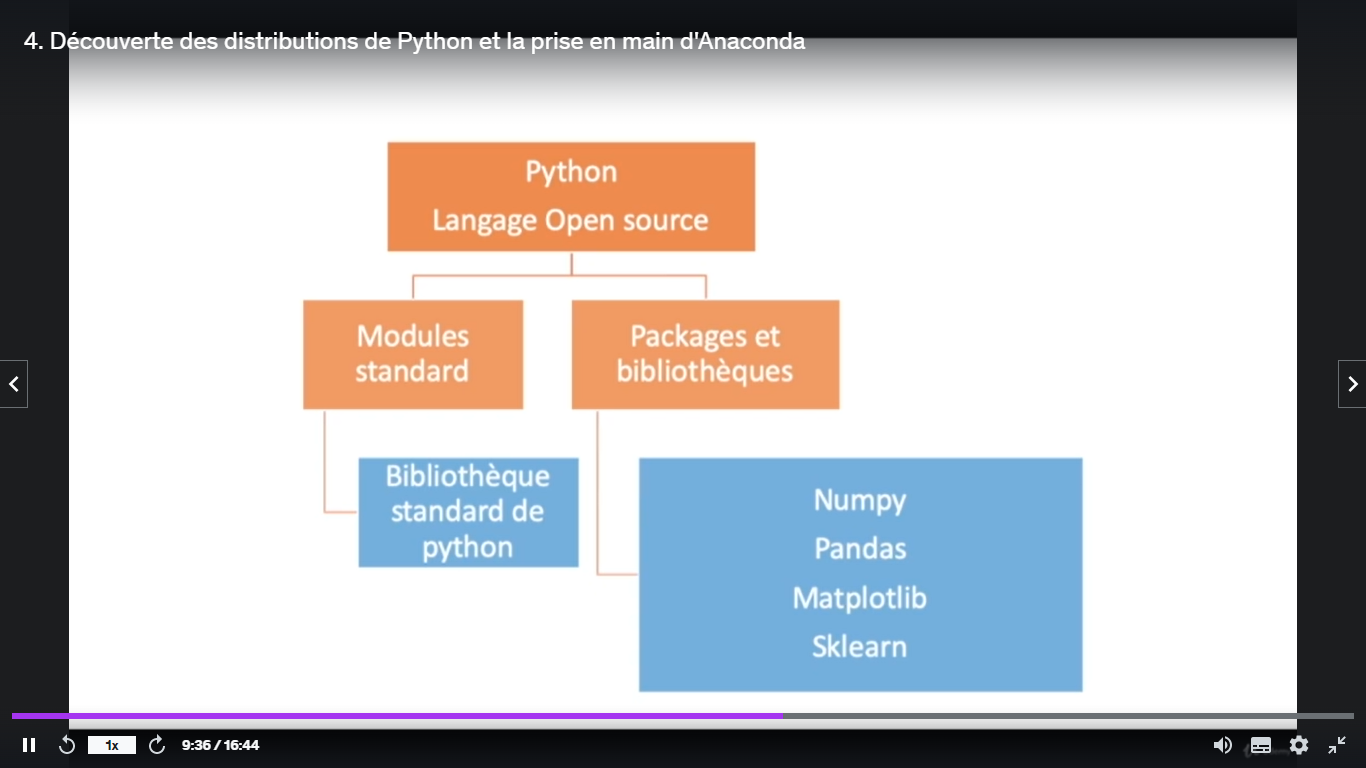 4. Découverte des distributions de Python et la prise en main d'Anaconda
Python
Langage Open source
Modules
standard
Packages et
bibliothèques
Bibliothèque
standard de
python
Numpy
Pandas
Matplotlib
Sklearn
1x
9:36 / 16:44